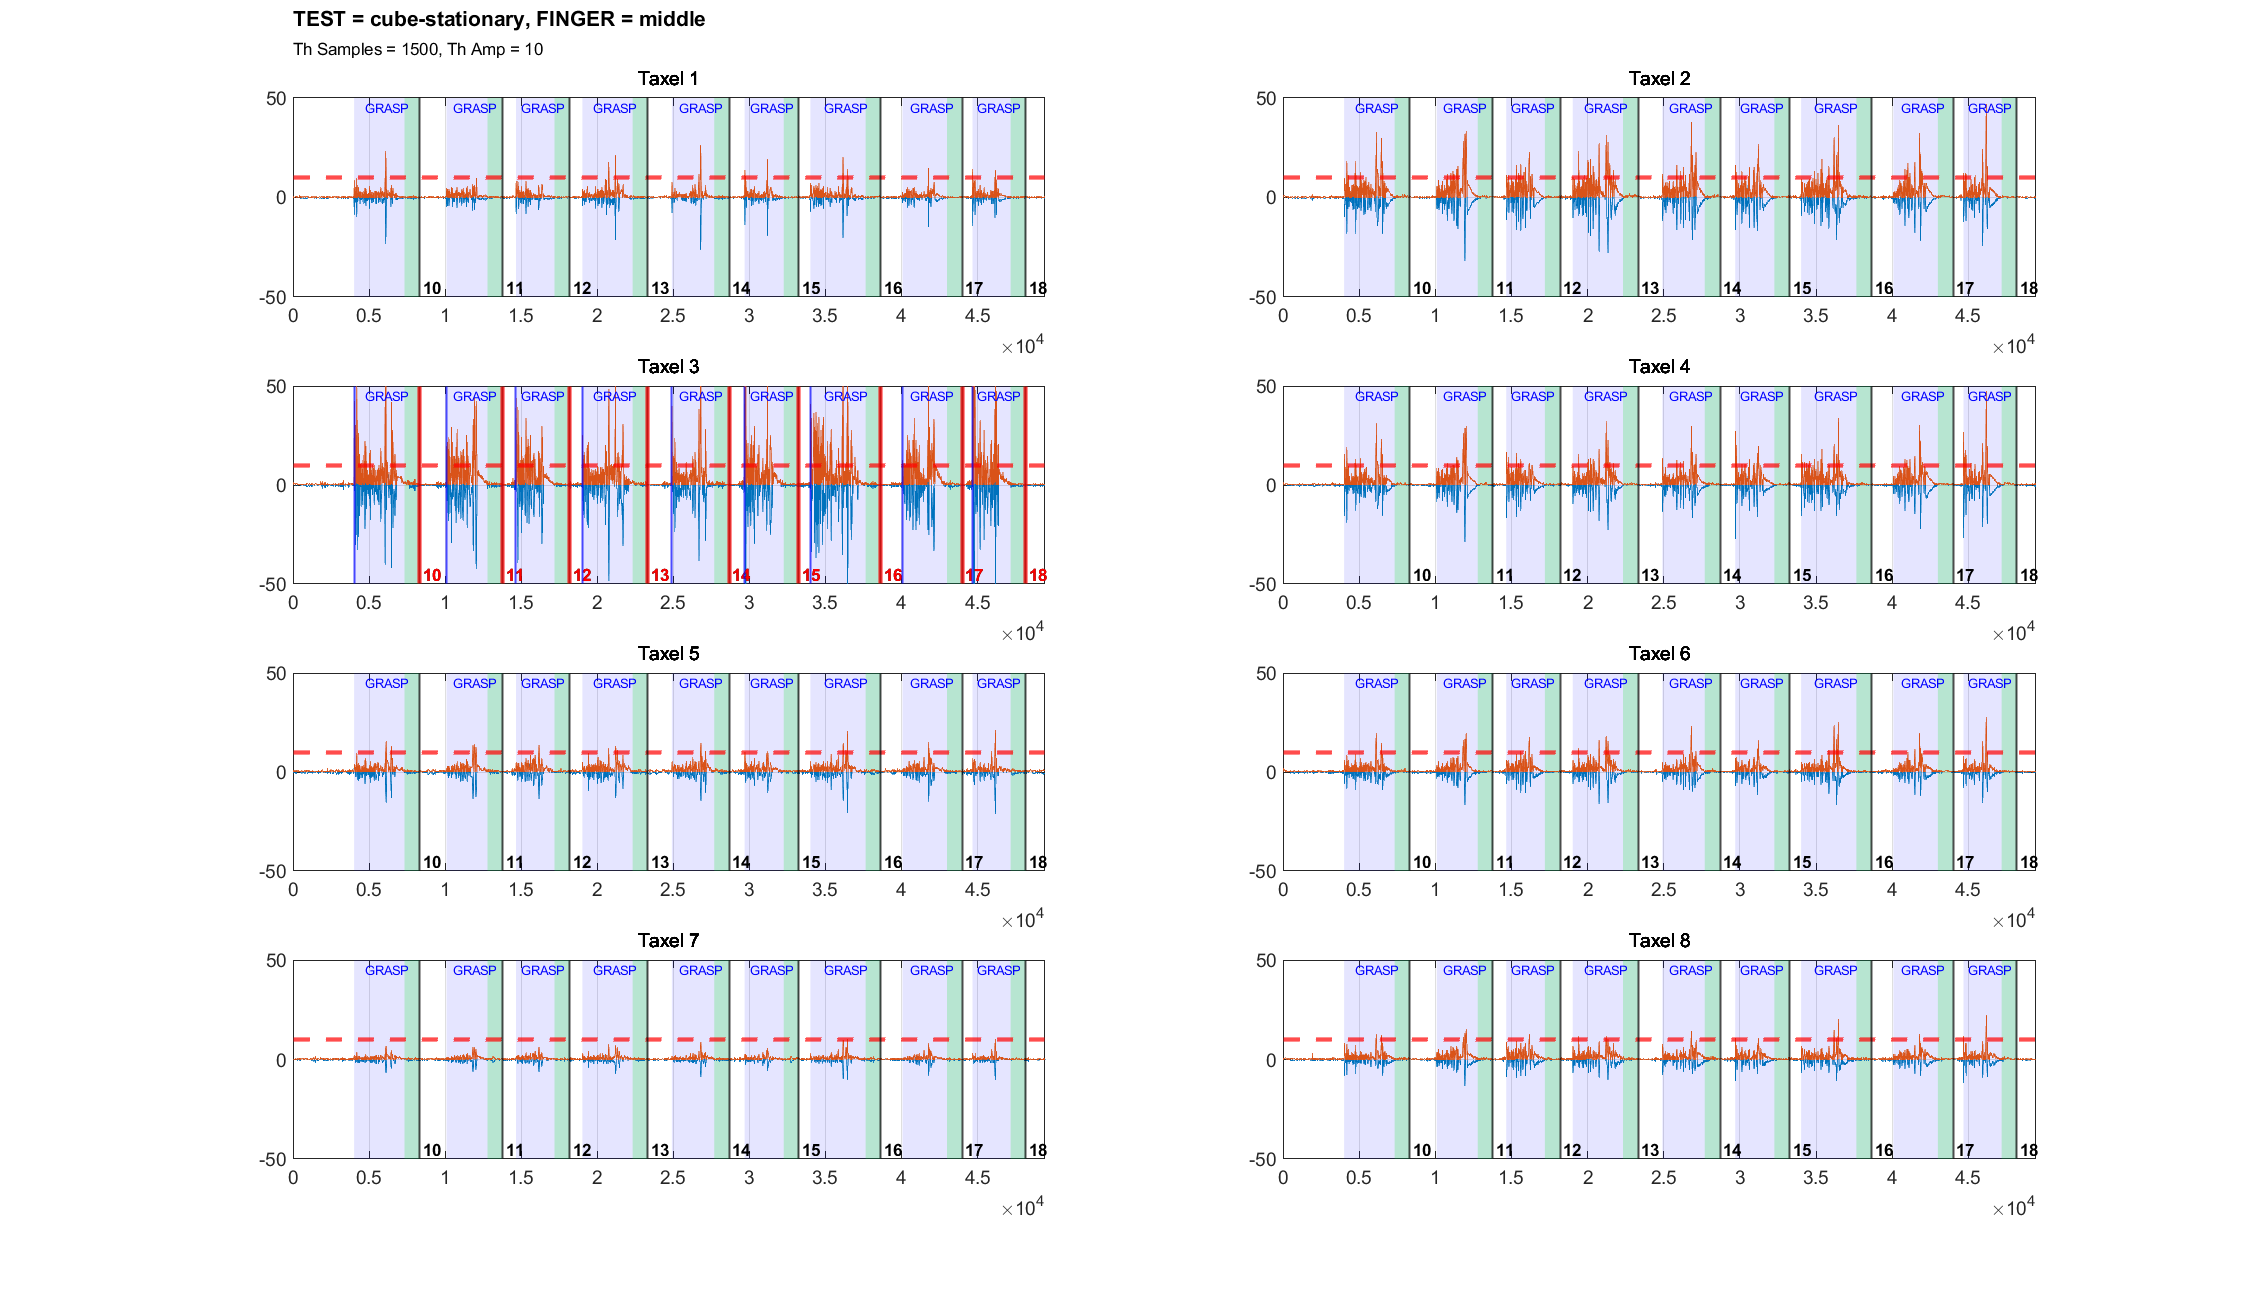 TEST = cube-stationary, FINGER = middle
Th Samples = 1500, Th Amp = 10
Taxel 1
50
0
-50
GRASP GRASP GRASP GRASP GRASP GRASP GRASP GRASP GRASP
10 11 12 13 14 15 16 17 18
0 0.5 1 1.5 2 2.5 3 3.5 4 4.5
×10^4
Taxel 2
50
0
-50
GRASP GRASP GRASP GRASP GRASP GRASP GRASP GRASP GRASP
10 11 12 13 14 15 16 17 18
0 0.5 1 1.5 2 2.5 3 3.5 4 4.5
×10^4
Taxel 3
50
0
-50
GRASP GRASP GRASP GRASP GRASP GRASP GRASP GRASP GRASP
10 11 12 13 14 15 16 17 18
0 0.5 1 1.5 2 2.5 3 3.5 4 4.5
×10^4
Taxel 4
50
0
-50
GRASP GRASP GRASP GRASP GRASP GRASP GRASP GRASP GRASP
10 11 12 13 14 15 16 17 18
0 0.5 1 1.5 2 2.5 3 3.5 4 4.5
×10^4
Taxel 5
50
0
-50
GRASP GRASP GRASP GRASP GRASP GRASP GRASP GRASP GRASP
10 11 12 13 14 15 16 17 18
0 0.5 1 1.5 2 2.5 3 3.5 4 4.5
×10^4
Taxel 6
50
0
-50
GRASP GRASP GRASP GRASP GRASP GRASP GRASP GRASP GRASP
10 11 12 13 14 15 16 17 18
0 0.5 1 1.5 2 2.5 3 3.5 4 4.5
×10^4
Taxel 7
50
0
-50
GRASP GRASP GRASP GRASP GRASP GRASP GRASP GRASP GRASP
10 11 12 13 14 15 16 17 18
0 0.5 1 1.5 2 2.5 3 3.5 4 4.5
×10^4
Taxel 8
50
0
-50
GRASP GRASP GRASP GRASP GRASP GRASP GRASP GRASP GRASP
10 11 12 13 14 15 16 17 18
0 0.5 1 1.5 2 2.5 3 3.5 4 4.5
×10^4